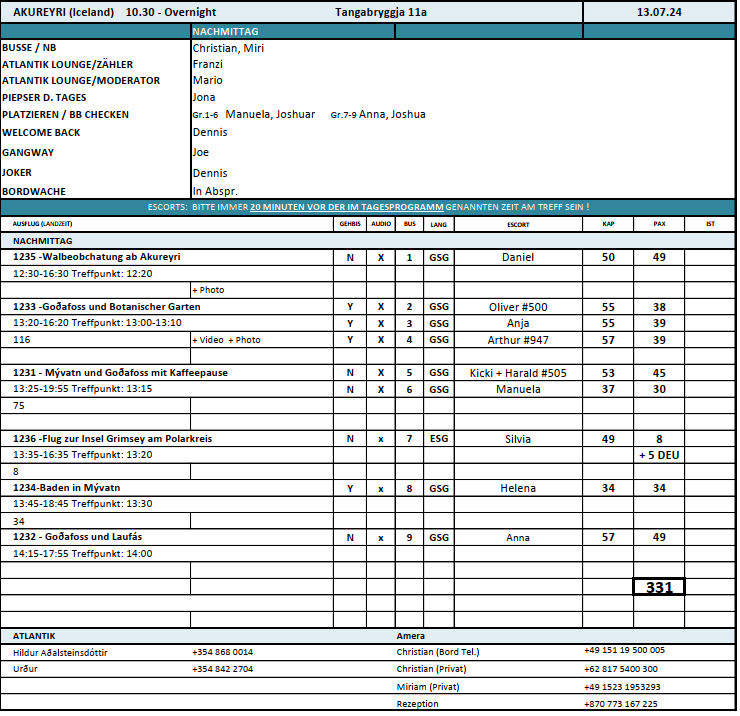 AKUREYRI (Iceland) 10.30 - Overnight Tangabryggja 11a 13.07.24
NACHMITTAG
BUSSE / NB Christian, Miri
ATLANTIK LOUNGE/ZÄHLER Franzi
ATLANTIK LOUNGE/MODERATOR Mario
PIEPSER D. TAGES Jona
PLATZIEREN / BB CHECKEN Gr.1-6 Manuela, Joshuar Gr.7-9 Anna, Joshua
WELCOME BACK Dennis
GANGWAY Joe
JOKER Dennis
BORDWACHE In Abspr.
ESCORTS: BITTE IMMER 20 MINUTEN VOR DER IM TAGESPROGRAMM GENANNTEN ZEIT AM TREFF SEIN !
AUSFLUG (LANDZEIT) GEHBIS AUDIO BUS LANG ESCORT KAP PAX IST
NACHMITTAG
1235 -Walbeobchatung ab Akureyri N X 1 GSG Daniel 50 49
12:30-16:30 Treffpunkt: 12:20
+ Photo
1233 -Goðafoss und Botanischer Garten Y X 2 GSG Oliver #500 55 38
13:20-16:20 Treffpunkt: 13:00-13:10 Y X 3 GSG Anja 55 39
116 + Video + Photo Y X 4 GSG Arthur #947 57 39
1231 - Mývatn und Goðafoss mit Kaffeepause N X 5 GSG Kicki + Harald #505 53 45
13:25-19:55 Treffpunkt: 13:15 N X 6 GSG Manuela 37 30
75
1236 -Flug zur Insel Grimsey am Polarkreis N x 7 ESG Silvia 49 8
13:35-16:35 Treffpunkt: 13:20 + 5 DEU
8
1234-Baden in Mývatn Y x 8 GSG Helena 34 34
13:45-18:45 Treffpunkt: 13:30
34
1232 - Goðafoss und Laufás N x 9 GSG Anna 57 49
14:15-17:55 Treffpunkt: 14:00
331
ATLANTIK Amera
Hildur Aðalsteinsdóttir +354 868 0014 Christian (Bord Tel.) +49 151 19 500 005
Urður +354 842 2704 Christian (Privat) +62 817 5400 300
Miriam (Privat) +49 1523 1953293
Rezeption +870 773 167 225